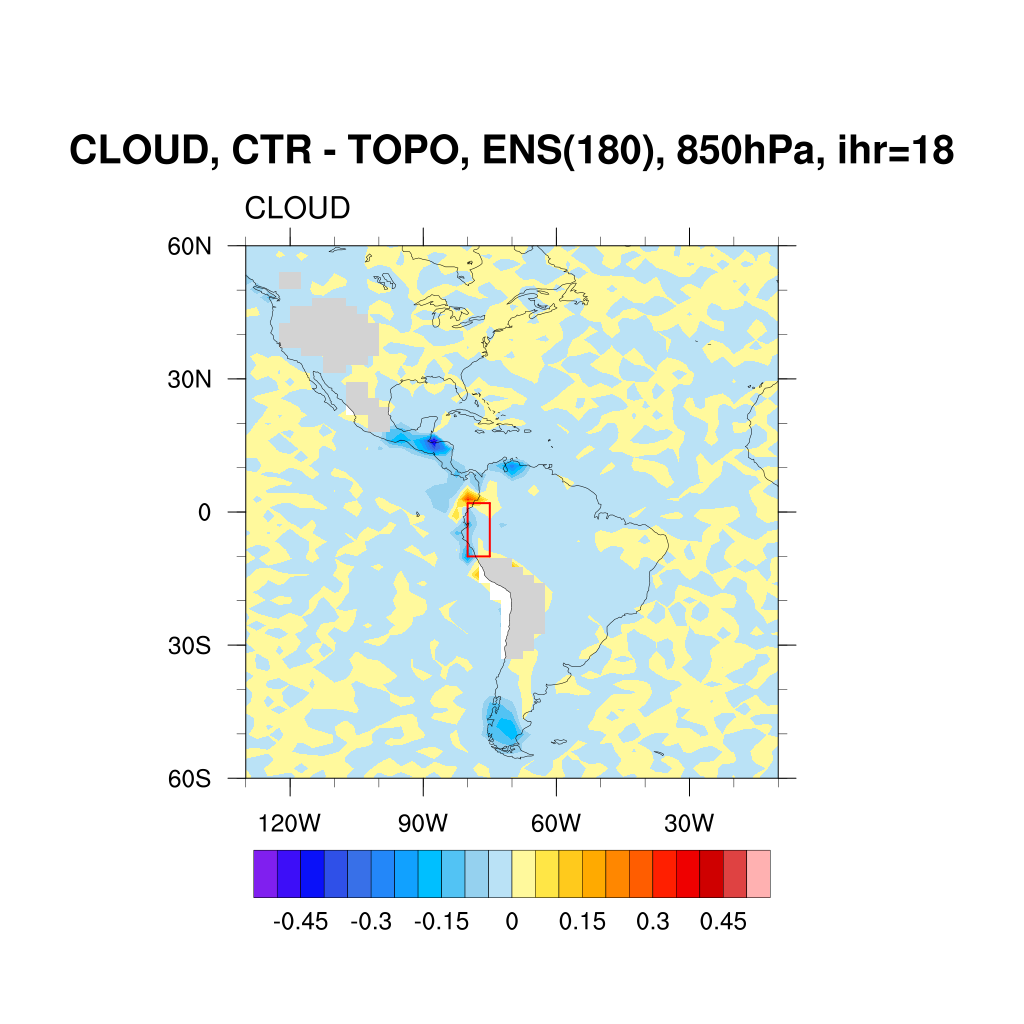 CLOUD, CTR - TOPO, ENS(180), 850hPa, ihr=18
CLOUD
60N
30N
0
30S
60S
120W 90W 60W 30W
-0.45 -0.3 -0.15 0 0.15 0.3 0.45